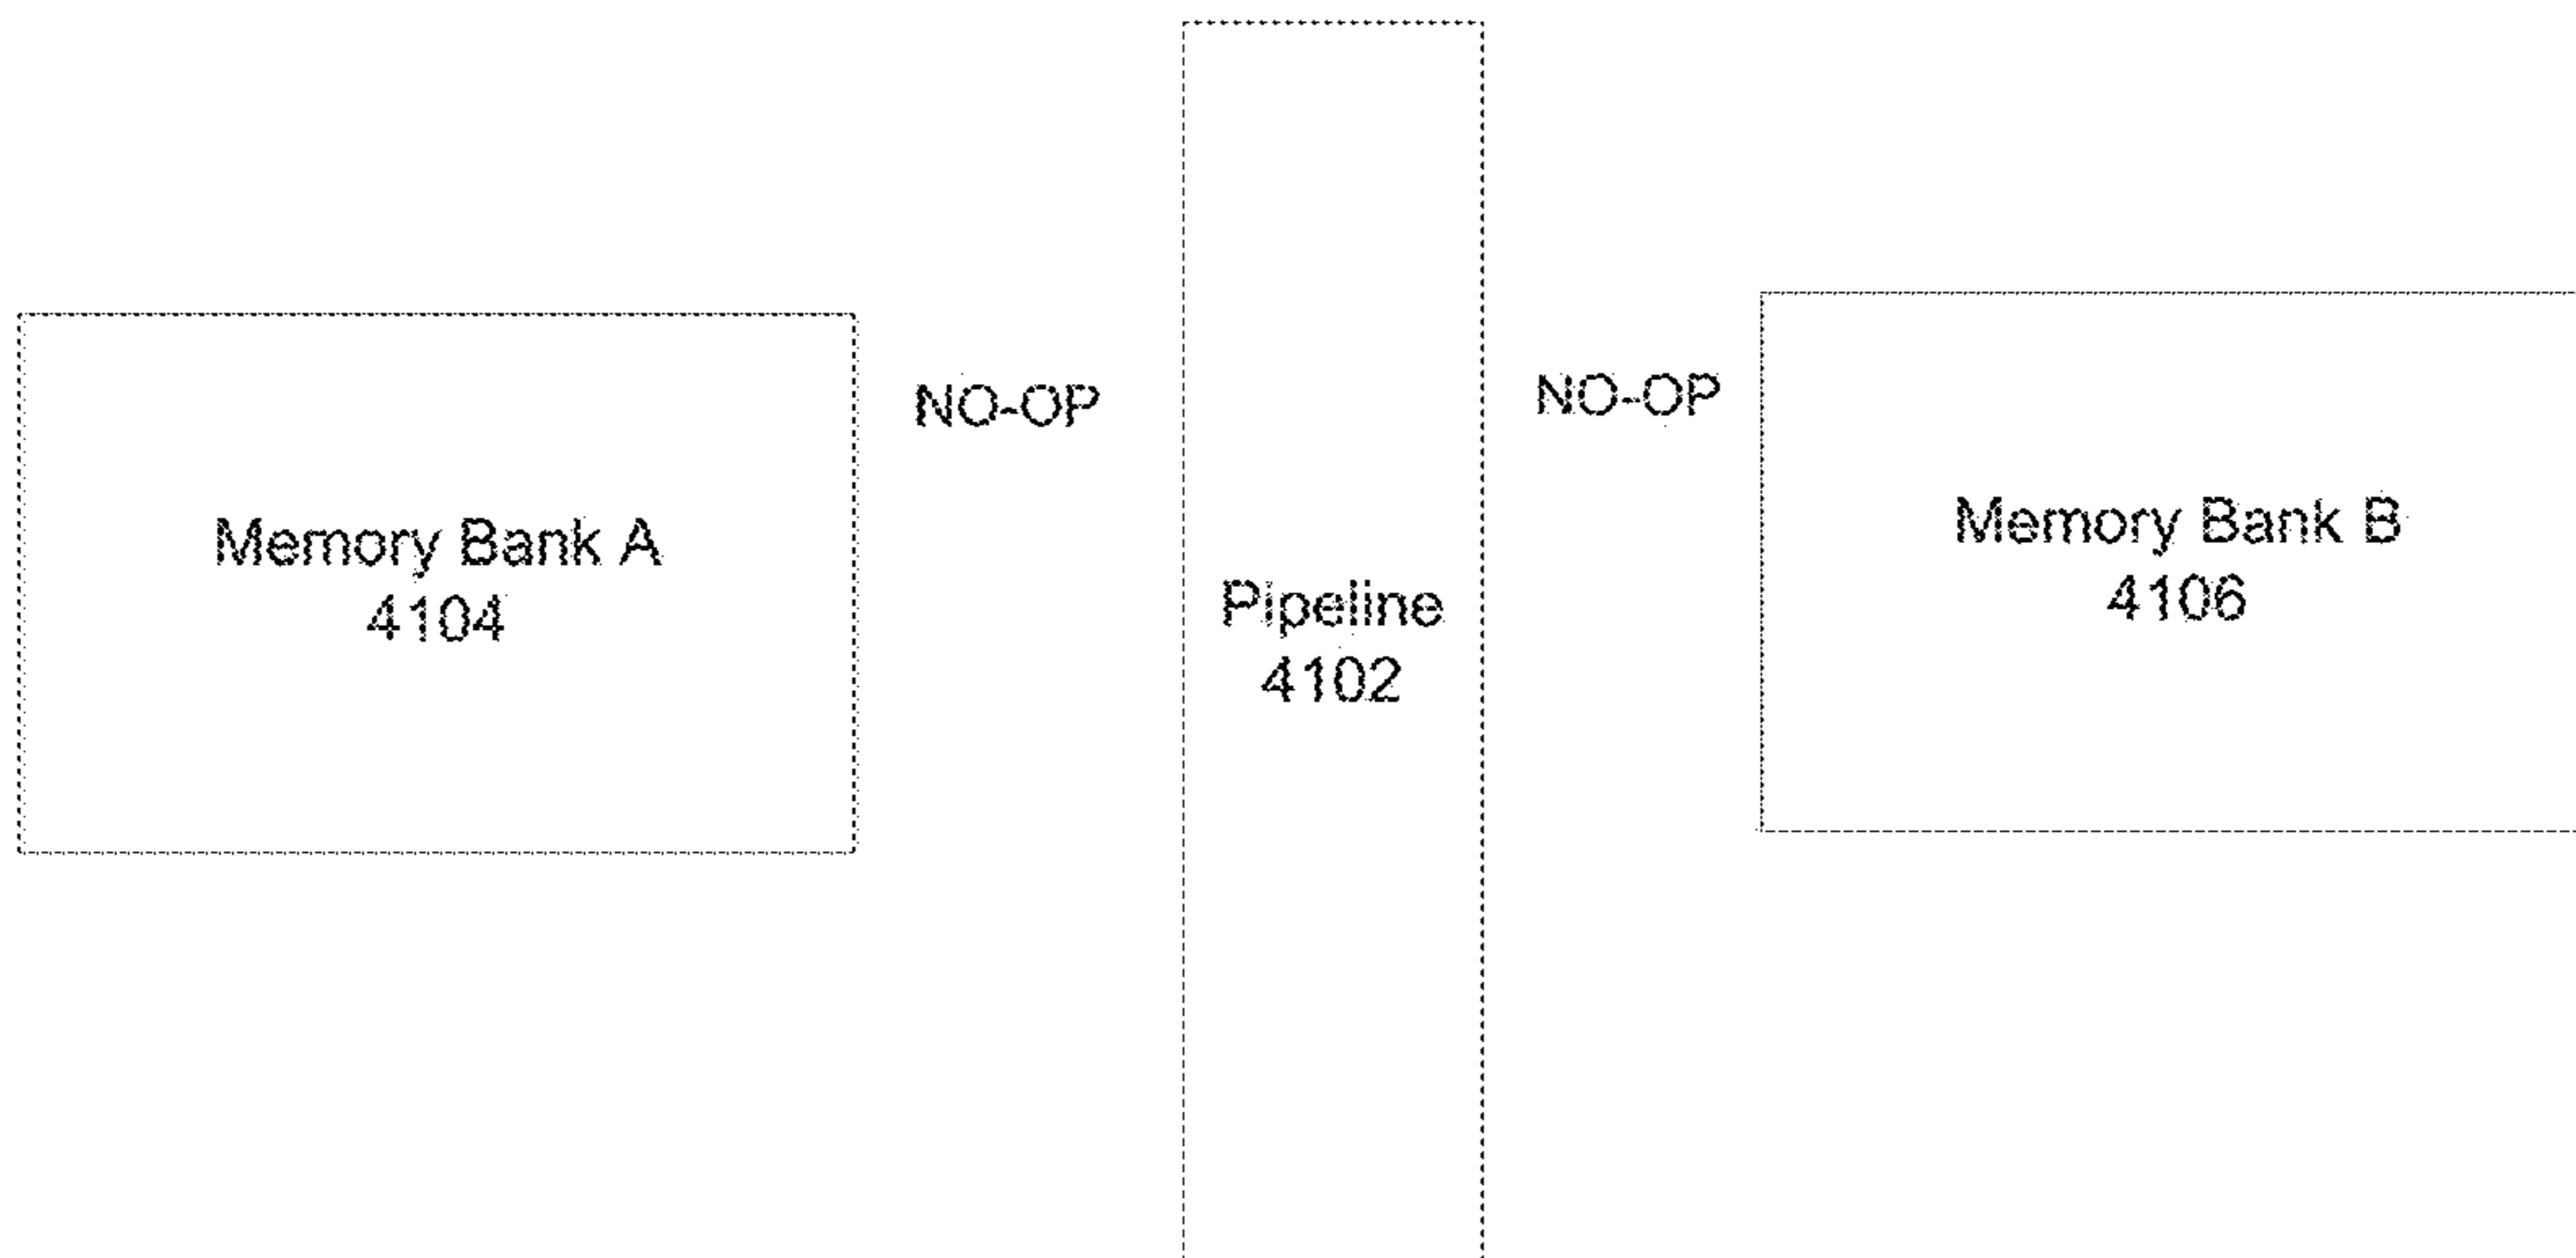 NO-OP
NO-OP
Memory Bank A
4104
Pipeline
4102
Memory Bank B
4106